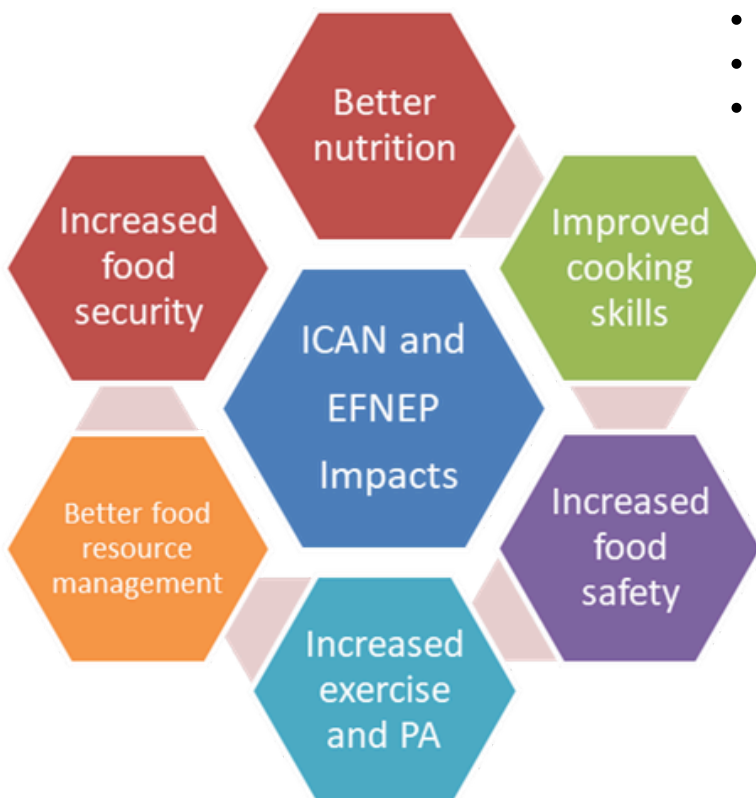 Better
nutrition
Improved
cooking
skills
Increased
food
safety
Increased
exercise
and PA
Better food
resource
management
Increased
food
security
ICAN and
EFNEP
Impacts